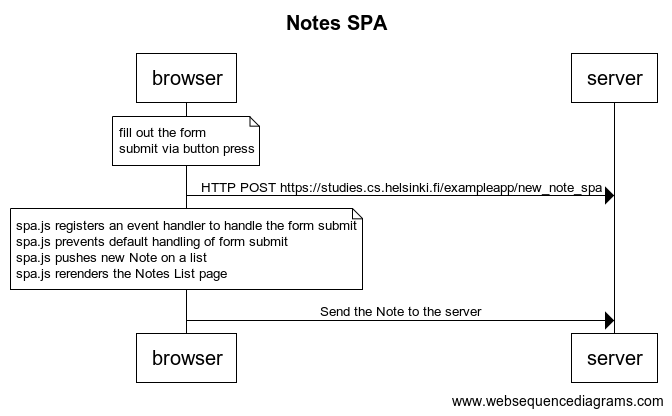 Notes SPA
browser
server
fill out the form
submit via button press
HTTP POST https://studies.cs.helsinki.fi/exampleapp/new_note_spa
spa.js registers an event handler to handle the form submit
spa.js prevents default handling of form submit
spa.js pushes new Note on a list
spa.js rerenders the Notes List page
Send the Note to the server
browser
server
www.websequencediagrams.com